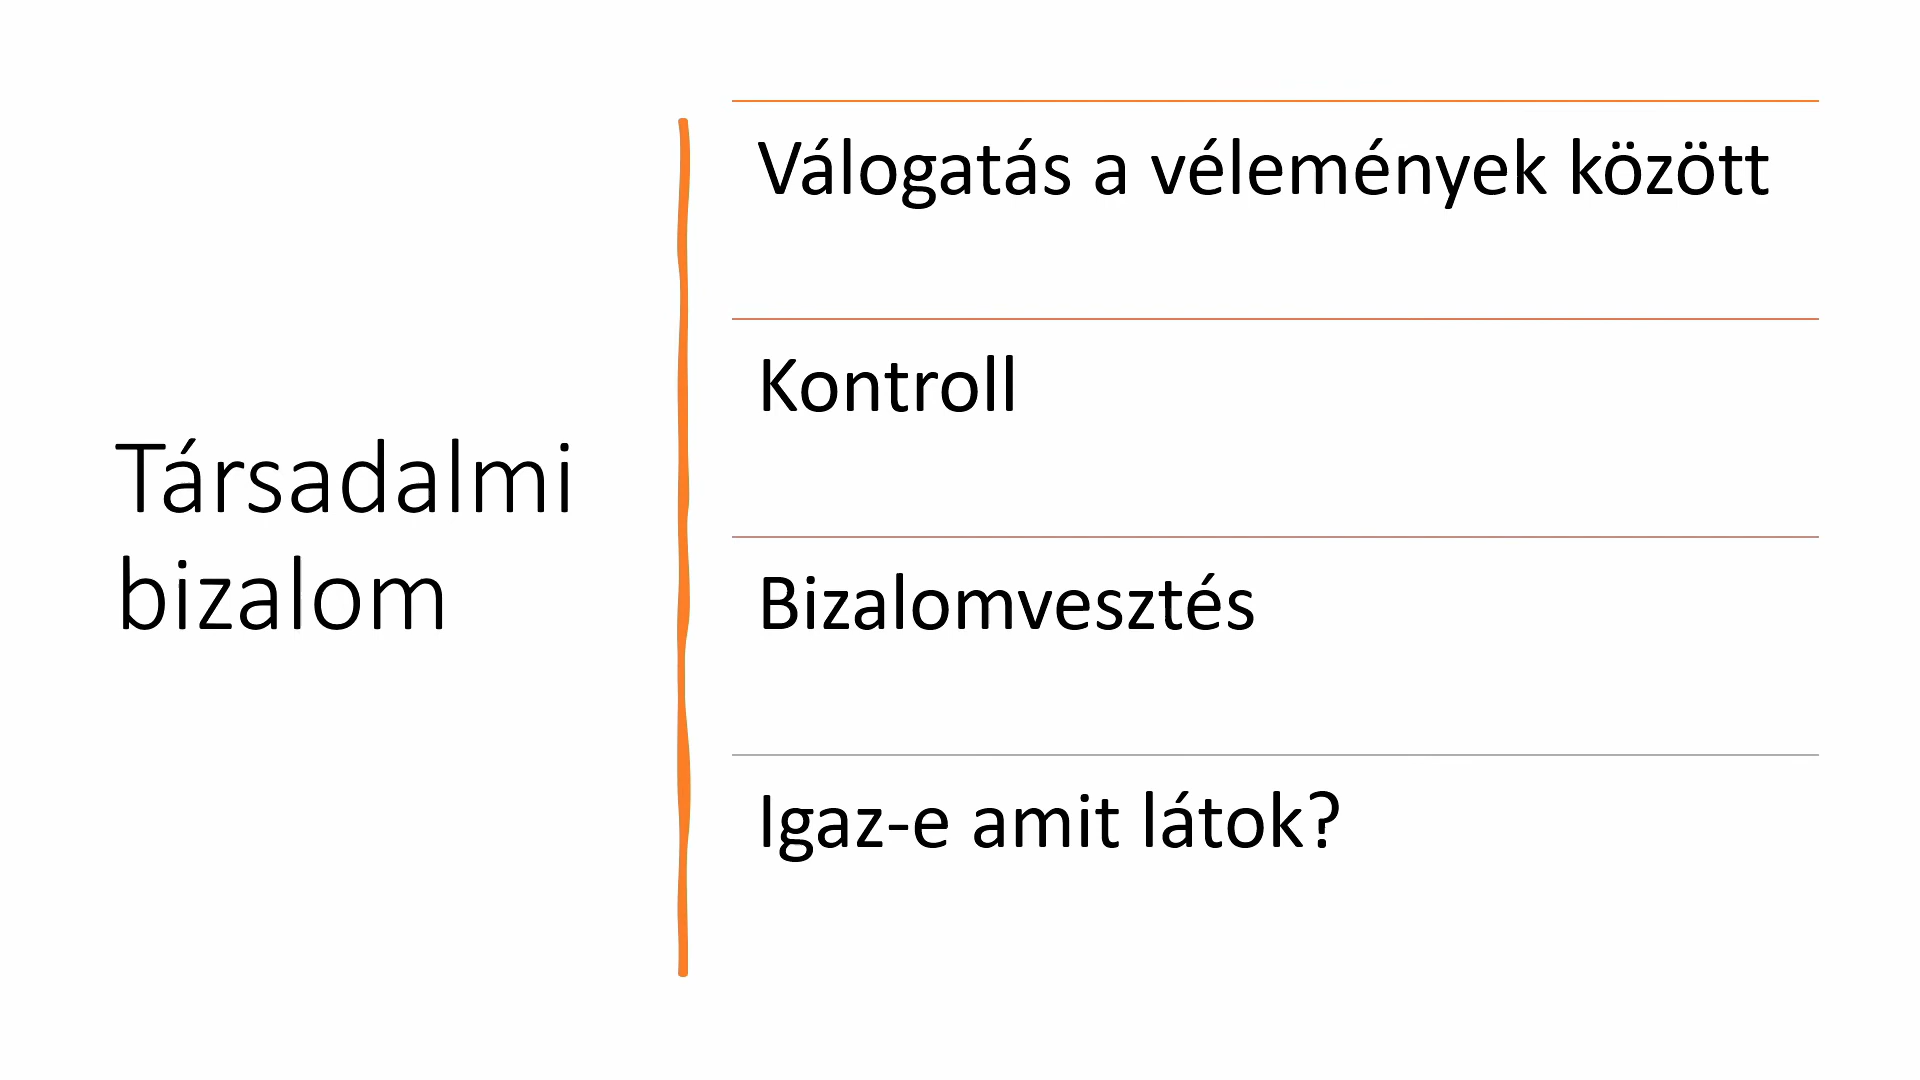 Társadalmi
bizalom
Válogatás a vélemények között
Kontroll
Bizalomvesztés
Igaz-e amit látok?